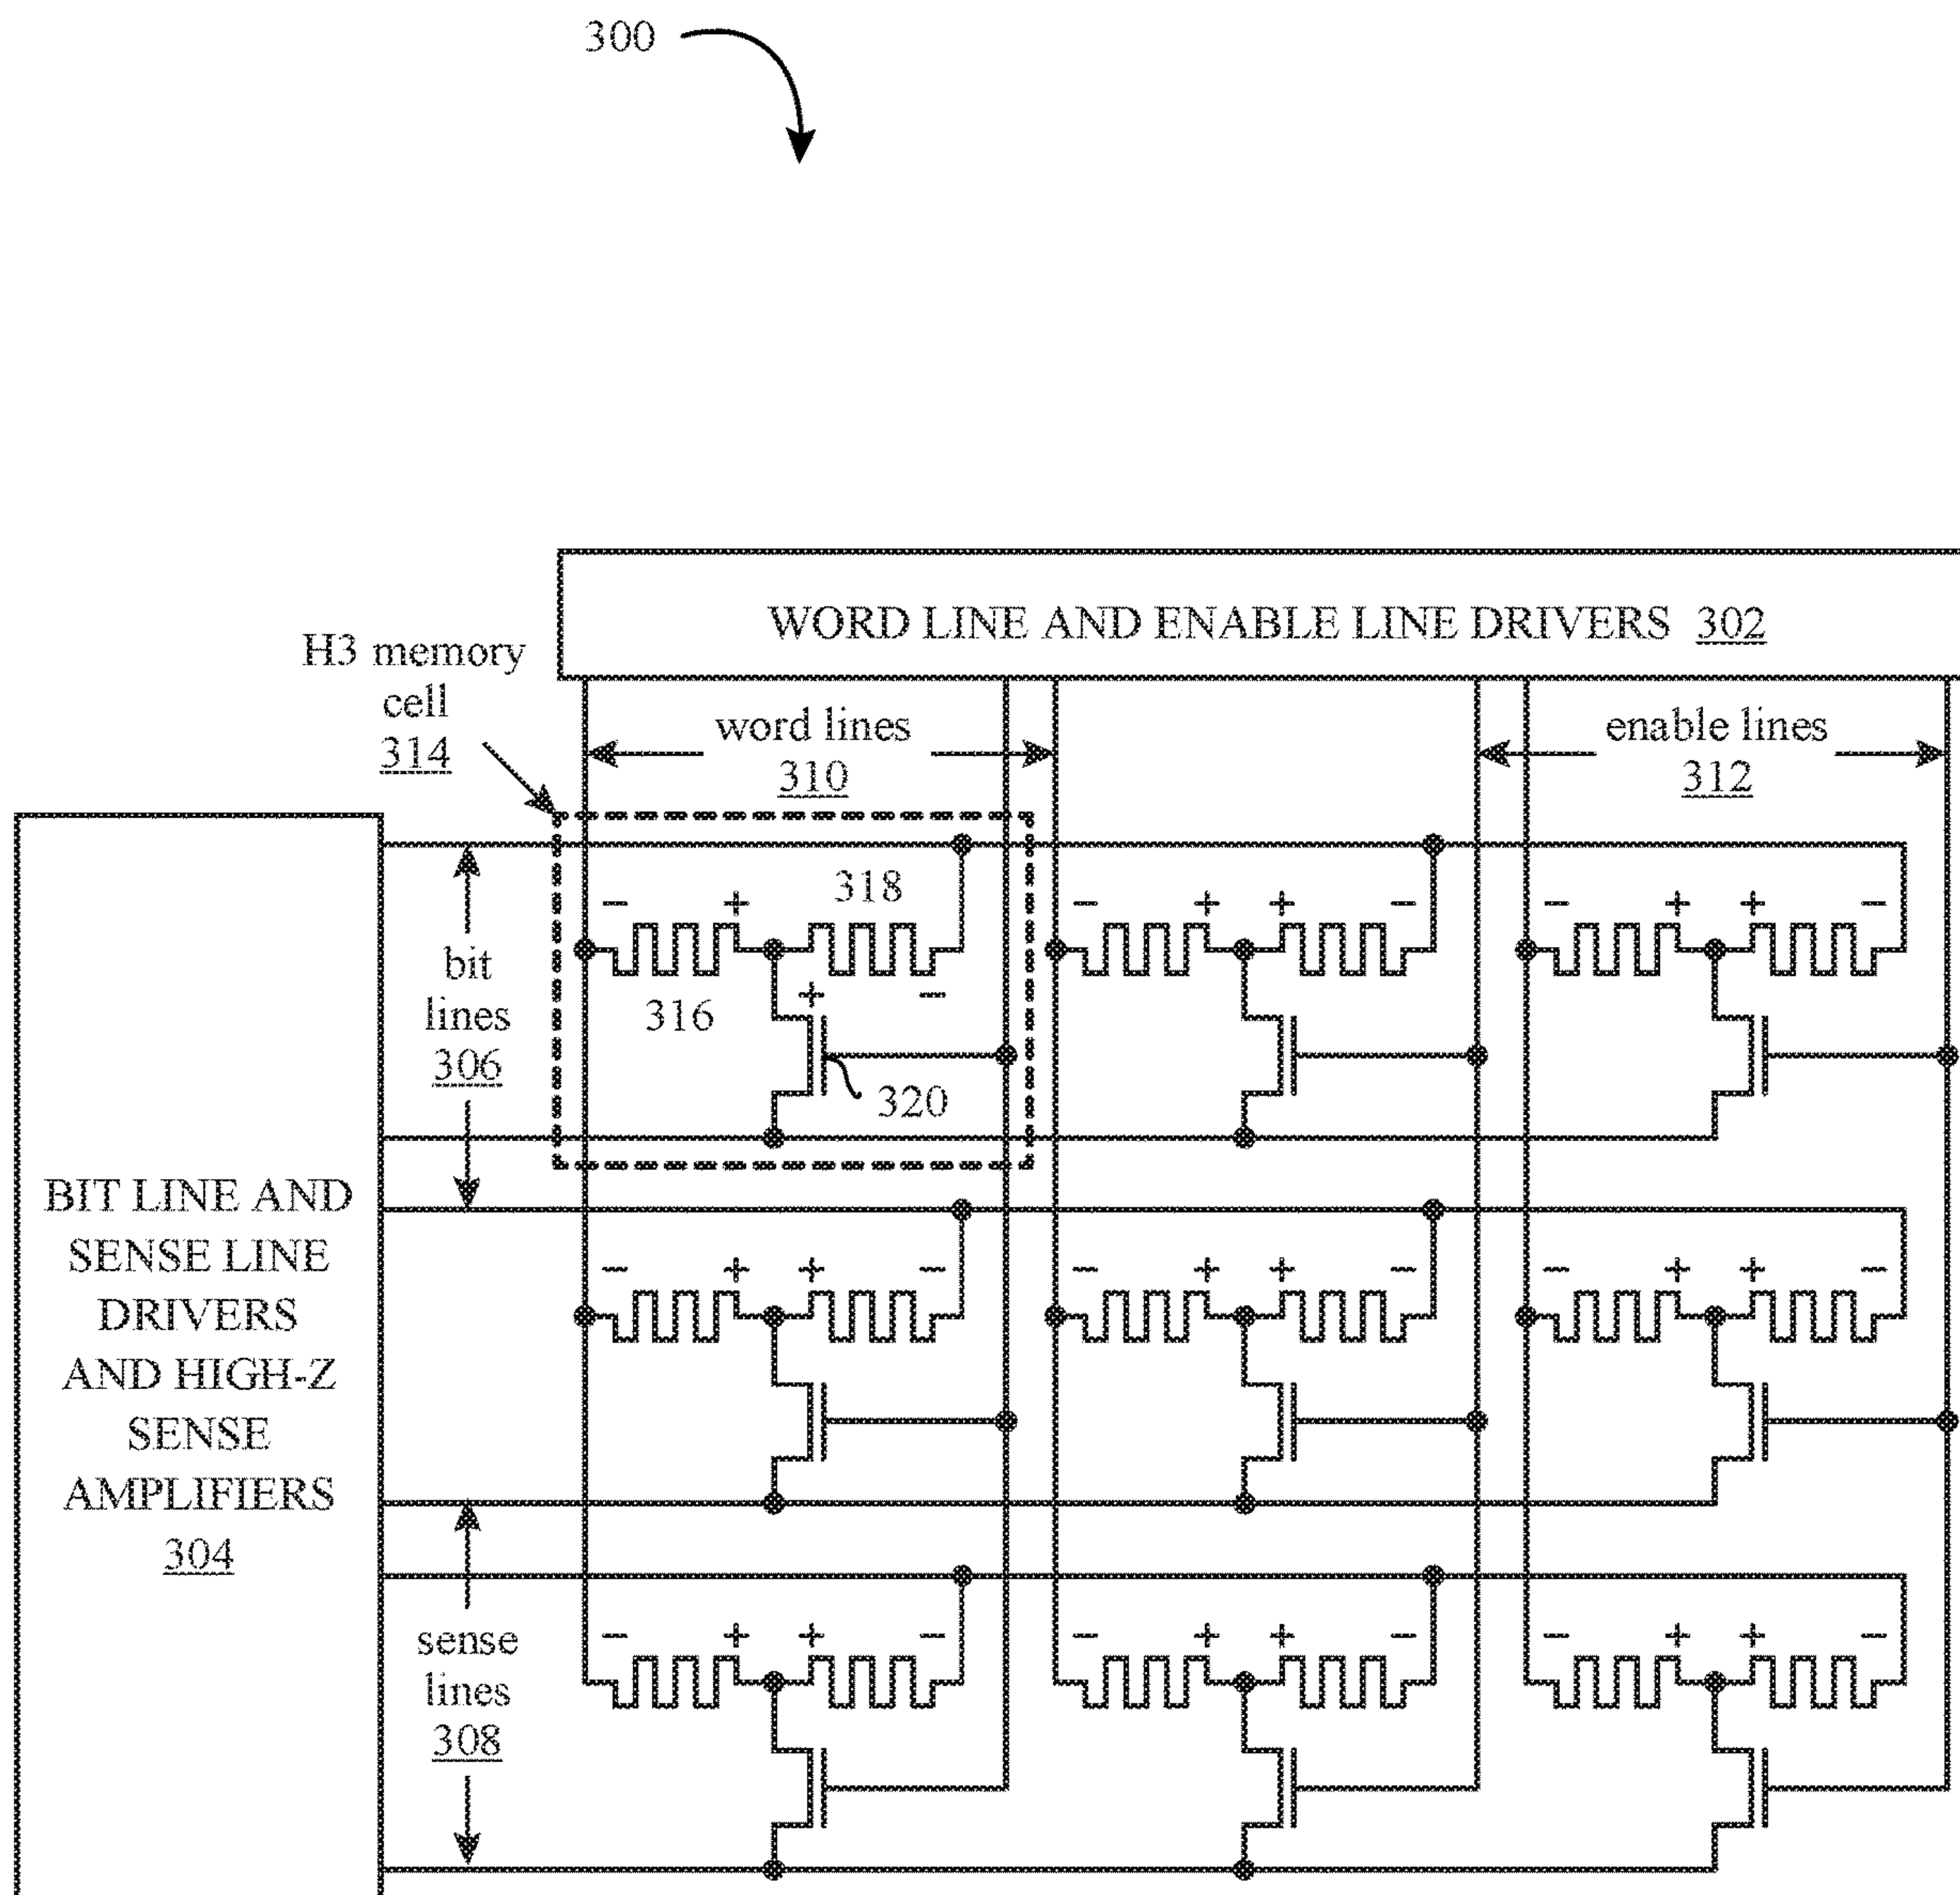 300
WORD LINE AND ENABLE LINE DRIVERS 302
H3 memory
cell
314
word lines
310
enable lines
312
− + 318 − + + − − + + −
bit
lines
306
316 + −
320
BIT LINE AND
SENSE LINE
DRIVERS
AND HIGH-Z
SENSE
AMPLIFIERS
304
− + + − − + + − − + + −
sense
lines
308
− + + − − + + − − + + −